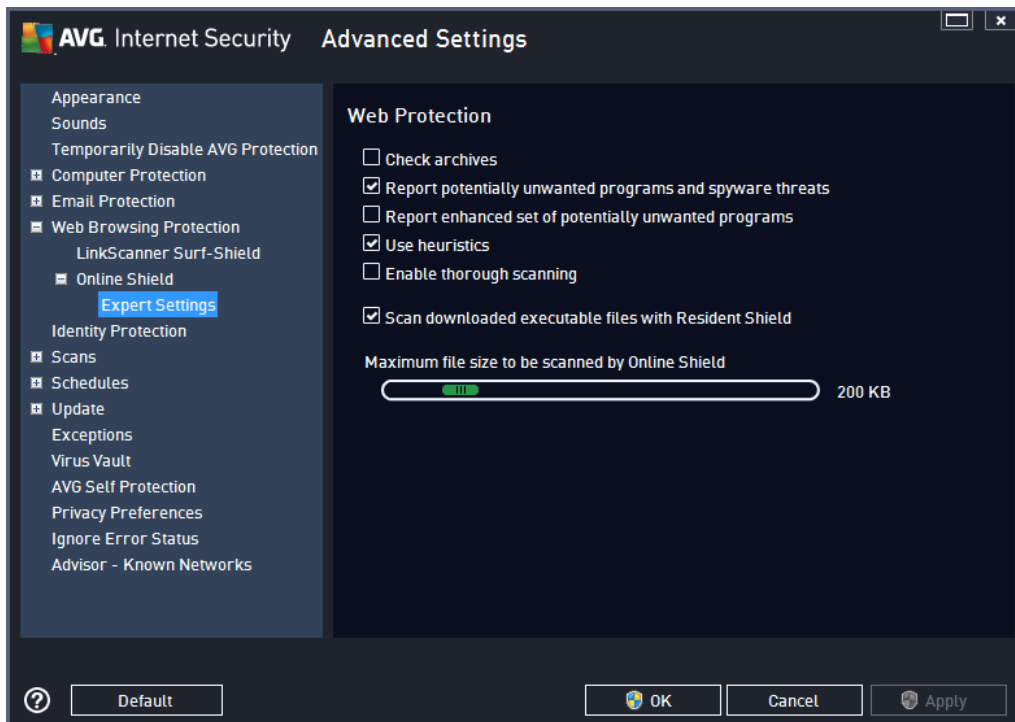 AVG. Internet Security Advanced Settings
Appearance
Sounds
Temporarily Disable AVG Protection
Computer Protection
Email Protection
Web Browsing Protection
LinkScanner Surf-Shield
Online Shield
Expert Settings
Identity Protection
Scans
Schedules
Update
Exceptions
Virus Vault
AVG Self Protection
Privacy Preferences
Ignore Error Status
Advisor - Known Networks
Web Protection
Check archives
Report potentially unwanted programs and spyware threats
Report enhanced set of potentially unwanted programs
Use heuristics
Enable thorough scanning
Scan downloaded executable files with Resident Shield
Maximum file size to be scanned by Online Shield
200 KB
Default
OK
Cancel
Apply